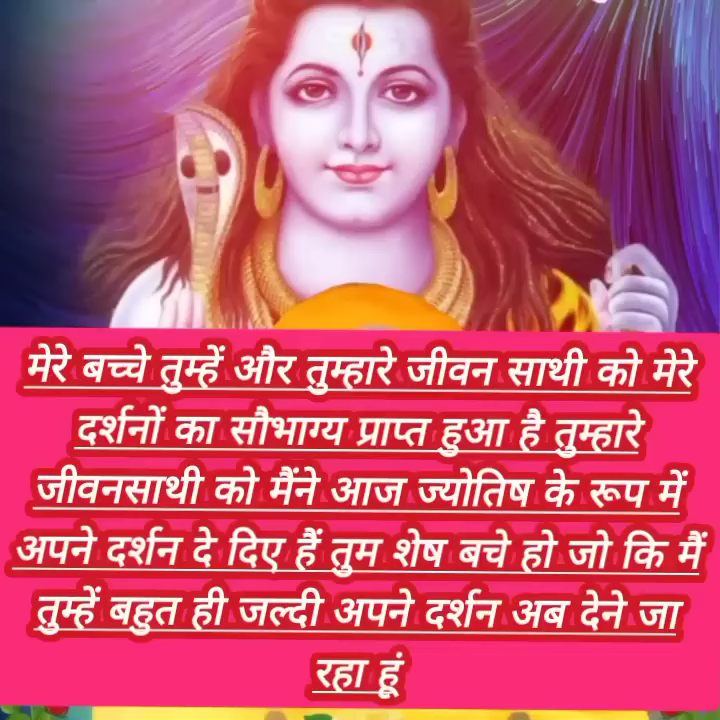 मेरे बच्चे तुम्हें और तुम्हारे जीवन साथी को मेरे
दर्शनों का सौभाग्य प्राप्त हुआ है तुम्हारे
जीवनसाथी को मैंने आज ज्योतिष के रूप में
अपने दर्शन दे दिए हैं तुम शेष बचे हो जो कि मैं
तुम्हें बहुत ही जल्दी अपने दर्शन अब देने जा
रहा हूं